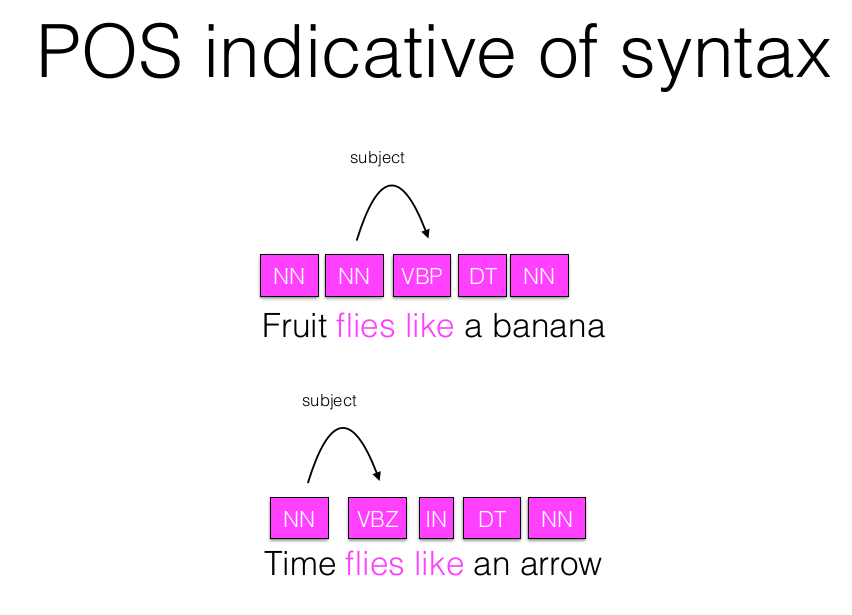 POS indicative of syntax
subject
NN NN VBP DT NN
Fruit flies like a banana
subject
NN VBZ IN DT NN
Time flies like an arrow